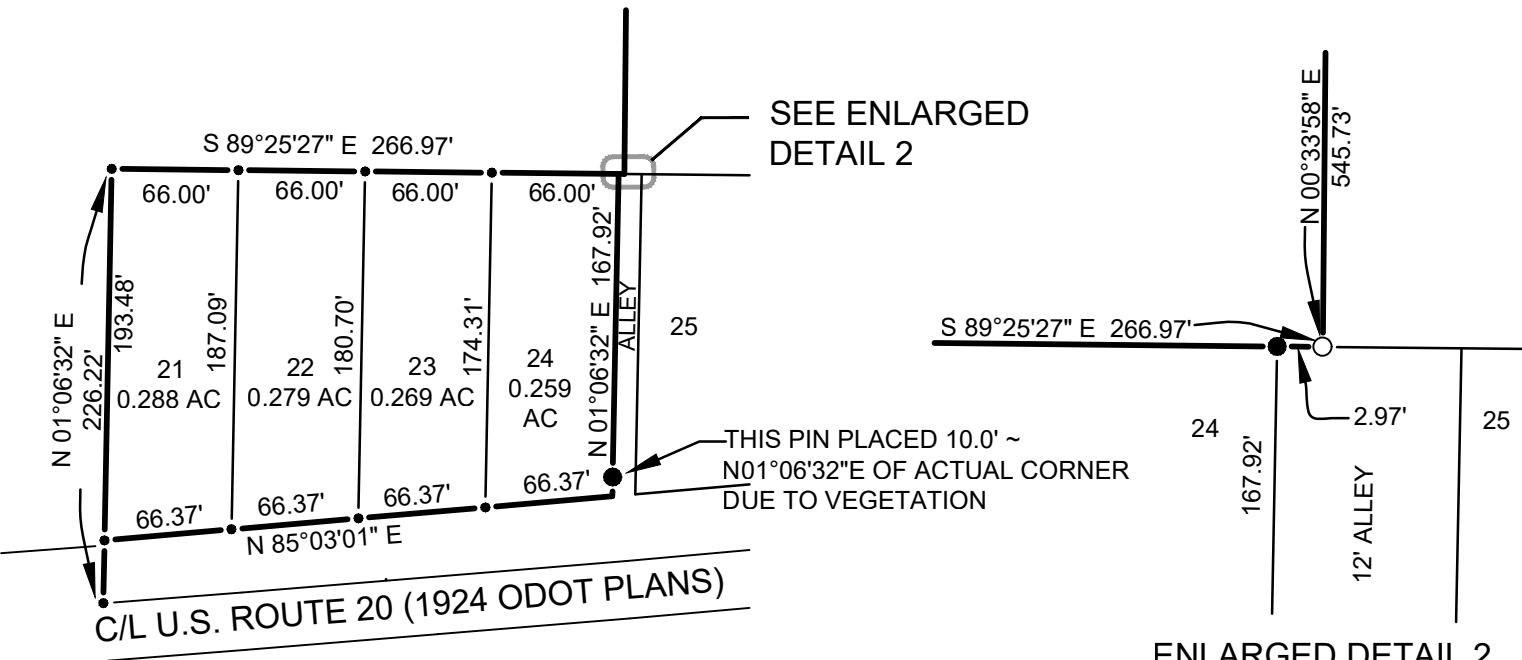 S 89°25'27" E 266.97'
66.00'
66.00'
66.00'
66.00'
SEE ENLARGED
DETAIL 2
N 01°06'32" E
226.22'
193.48'
187.09'
180.70'
174.31'
N 01°06'32" E 167.92'
ALLEY
21
0.288 AC
22
0.279 AC
23
0.269 AC
24
0.259
AC
25
66.37'
66.37'
66.37'
66.37'
N 85°03'01" E
THIS PIN PLACED 10.0' ~
N01°06'32"E OF ACTUAL CORNER
DUE TO VEGETATION
C/L U.S. ROUTE 20 (1924 ODOT PLANS)
N 00°33'58" E
545.73'
S 89°25'27" E 266.97'
2.97'
24
25
167.92'
12' ALLEY
ENLARGED DETAIL 2